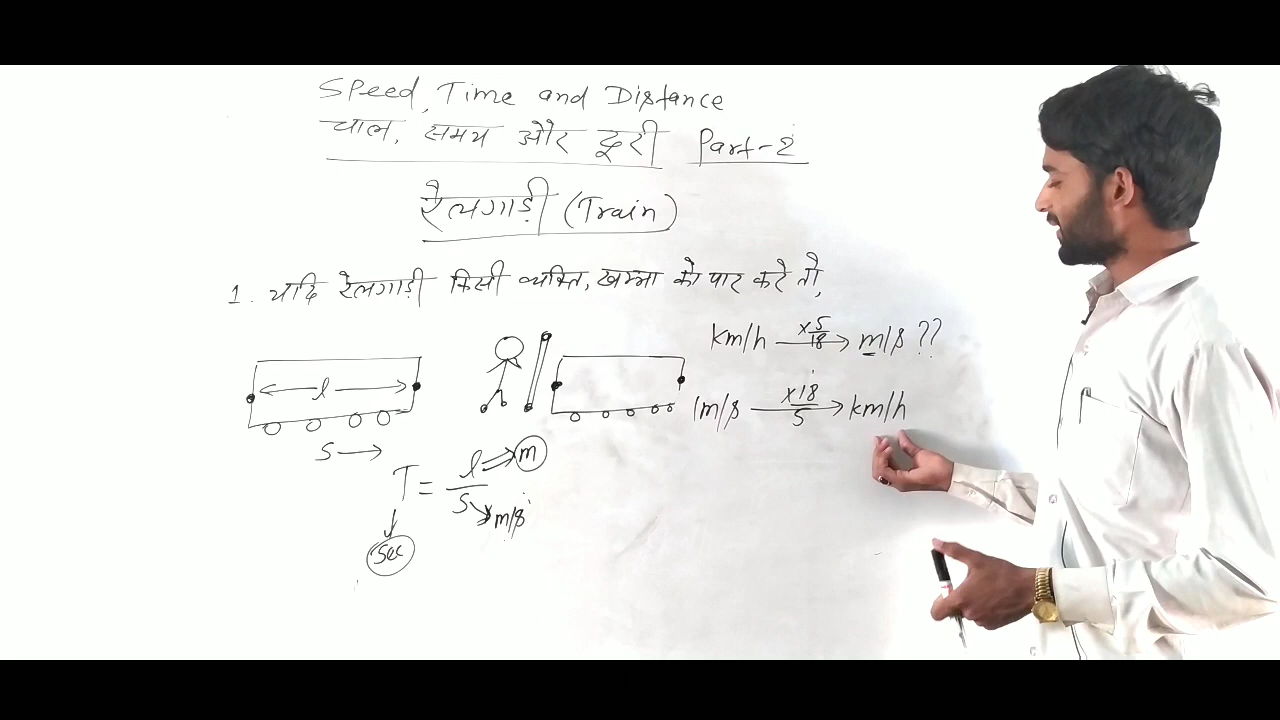 Speed, Time and Distance
चाल, समय और दूरी Part-2
रेलगाड़ी (Train)
1. यदि रेलगाड़ी किसी व्यक्ति, खम्भा को पार करे तो,
km/h ×5/18 → m/s ??
1m/s ×18/5 → km/h
l
S →
T = l/S
m
m/s
Sec